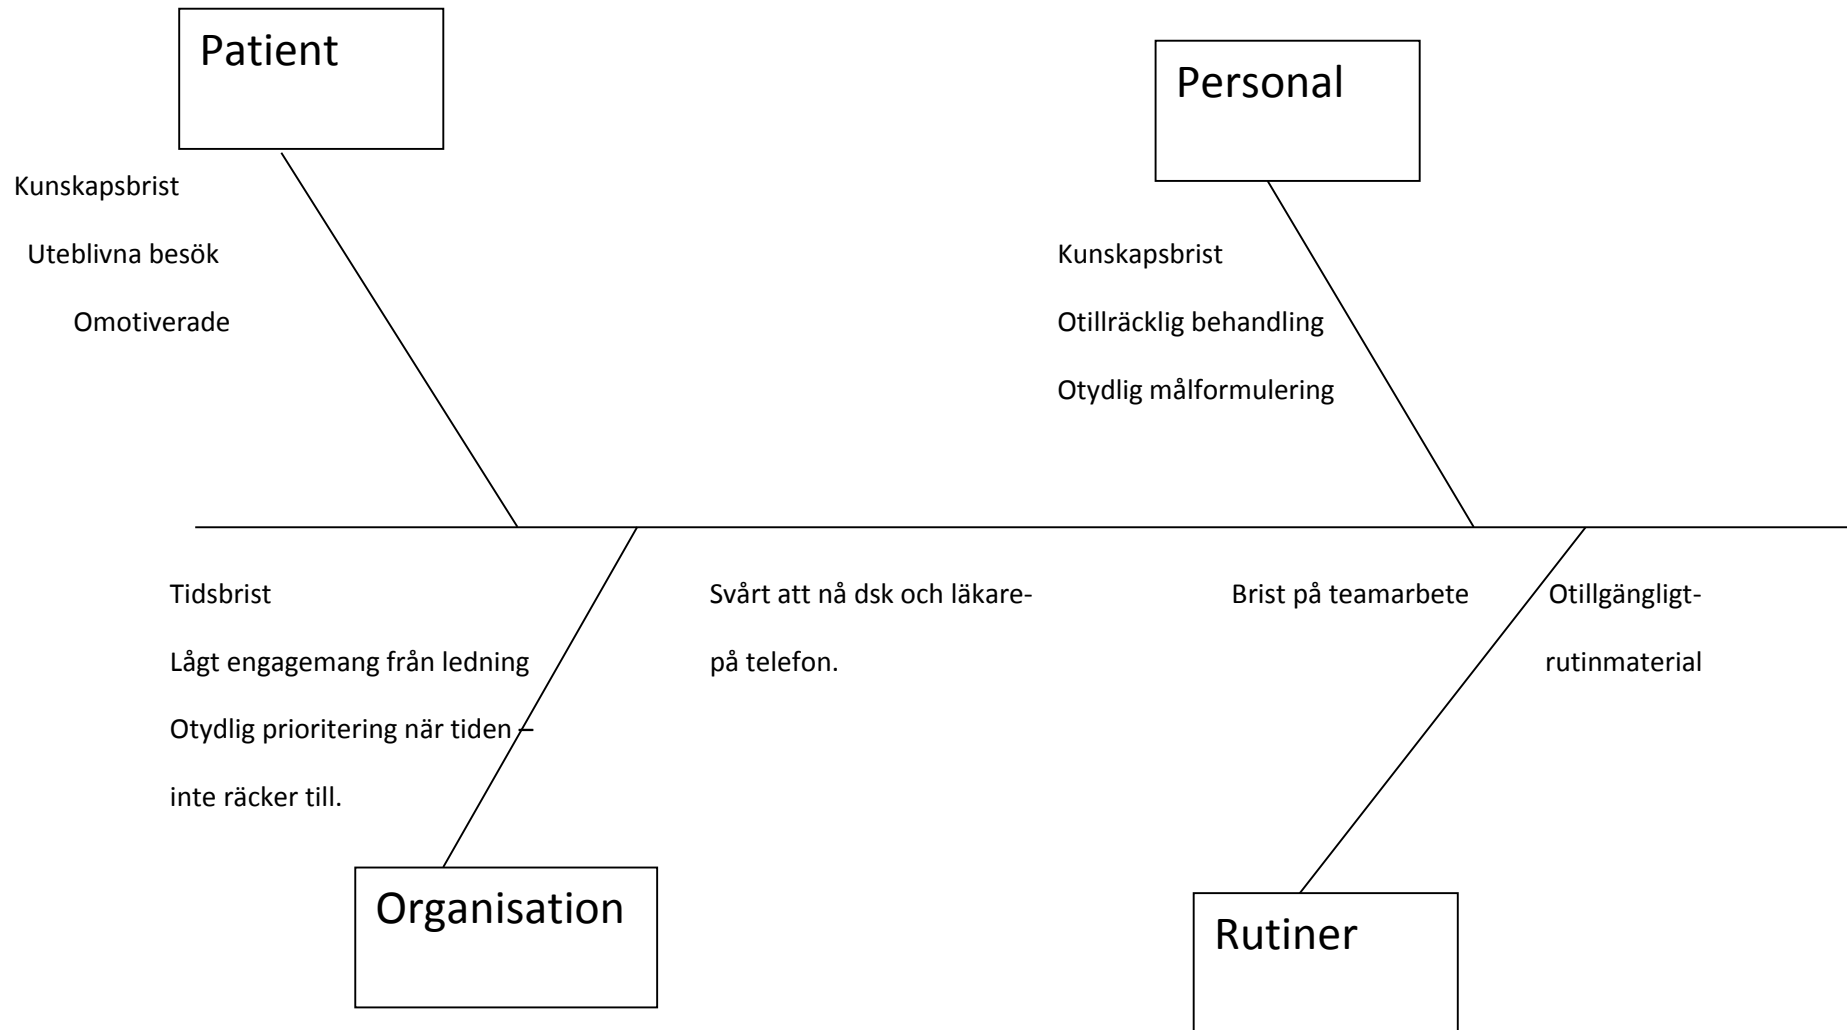 Patient
Personal
Kunskapsbrist
Uteblivna besök
Omotiverade
Kunskapsbrist
Otillräcklig behandling
Otydlig målformulering
Tidsbrist
Lågt engagemang från ledning
Otydlig prioritering när tiden –
inte räcker till.
Svårt att nå dsk och läkare-
på telefon.
Brist på teamarbete
Otillgängligt-
rutinmaterial
Organisation
Rutiner